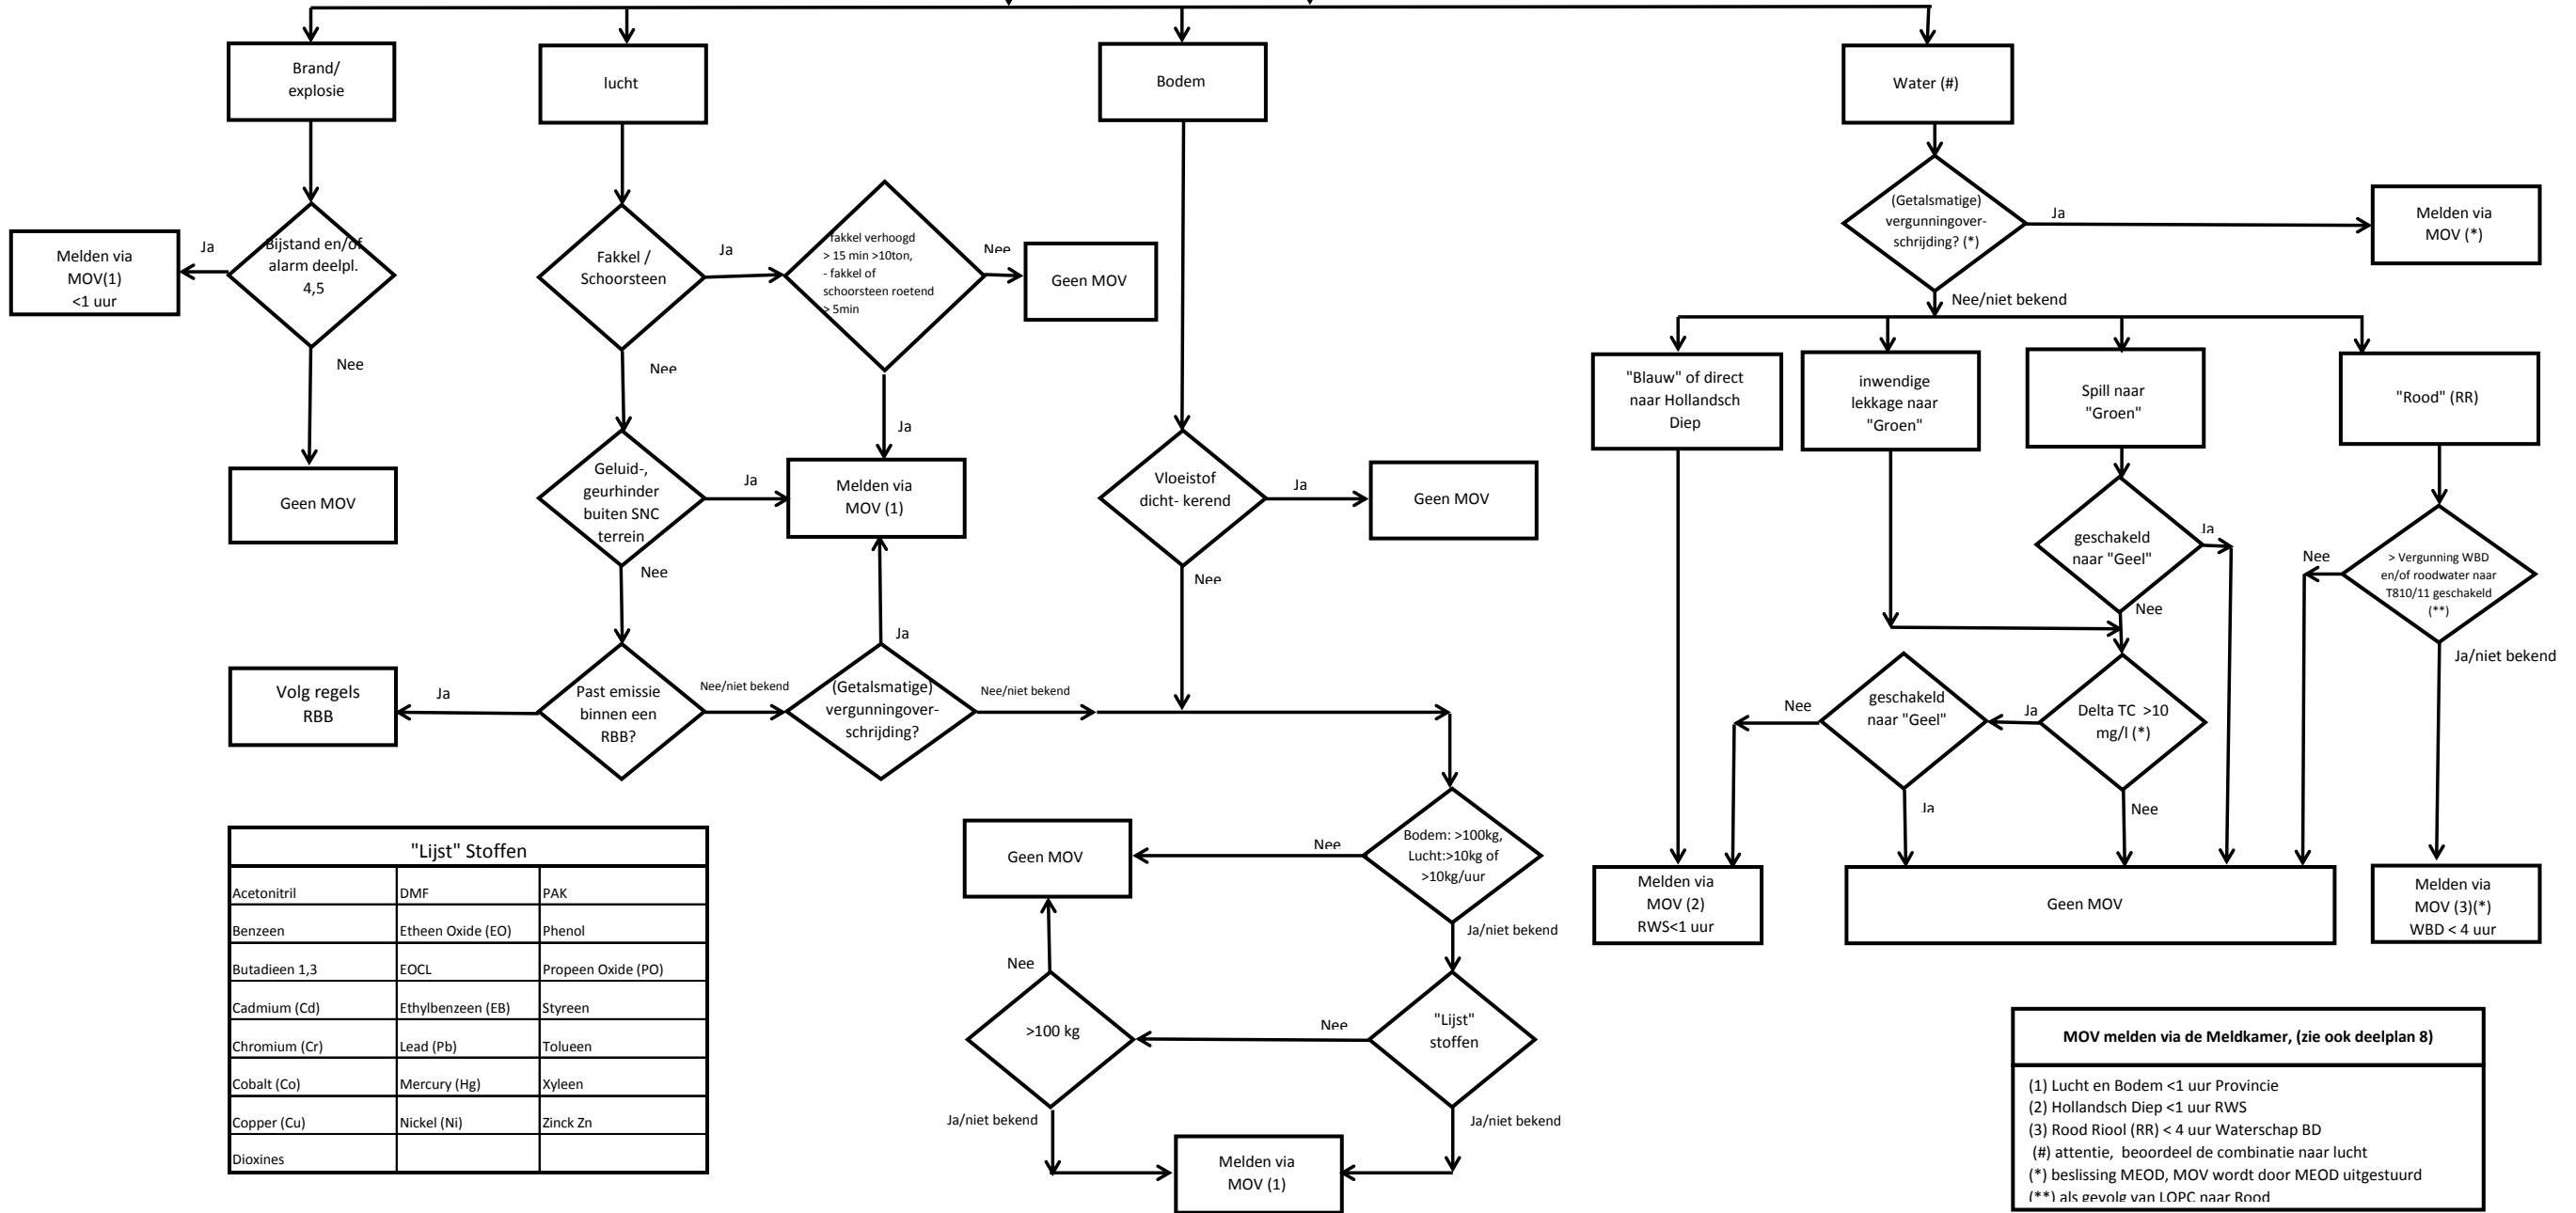 Brand/
explosie
lucht
Bodem
Water (#)
Bijstand en/of
alarm deelpl.
4,5
Ja
Melden via
MOV(1)
<1 uur
Nee
Geen MOV
Fakkel /
Schoorsteen
Ja
fakkel verhoogd
> 15 min >10ton,
- fakkel of
schoorsteen roetend
> 5min
Nee
Geen MOV
Ja
Nee
Geluid-,
geurhinder
buiten SNC
terrein
Ja
Melden via
MOV (1)
Nee
Past emissie
binnen een
RBB?
Ja
Volg regels
RBB
Nee/niet bekend
(Getalsmatige)
vergunningover-
schrijding?
Ja
Nee/niet bekend
Vloeistof
dicht- kerend
Ja
Geen MOV
Nee
Bodem: >100kg,
Lucht:>10kg of
>10kg/uur
Nee
Geen MOV
Ja/niet bekend
"Lijst"
stoffen
Nee
>100 kg
Nee
Ja/niet bekend
Ja/niet bekend
Melden via
MOV (1)
(Getalsmatige)
vergunningover-
schrijding? (*)
Ja
Melden via
MOV (*)
Nee/niet bekend
"Blauw" of direct
naar Hollandsch
Diep
inwendige
lekkage naar
"Groen"
Spill naar
"Groen"
"Rood" (RR)
geschakeld
naar "Geel"
Ja
Nee
> Vergunning WBD
en/of roodwater naar
T810/11 geschakeld
(**)
Nee
Ja/niet bekend
Delta TC >10
mg/l (*)
Ja
Nee
geschakeld
naar "Geel"
Nee
Ja
Melden via
MOV (2)
RWS<1 uur
Geen MOV
Melden via
MOV (3)(*)
WBD < 4 uur
"Lijst" Stoffen
Acetonitril DMF PAK
Benzeen Etheen Oxide (EO) Phenol
Butadieen 1,3 EOCL Propeen Oxide (PO)
Cadmium (Cd) Ethylbenzeen (EB) Styreen
Chromium (Cr) Lead (Pb) Tolueen
Cobalt (Co) Mercury (Hg) Xyleen
Copper (Cu) Nickel (Ni) Zinck Zn
Dioxines
MOV melden via de Meldkamer, (zie ook deelplan 8)
(1) Lucht en Bodem <1 uur Provincie
(2) Hollandsch Diep <1 uur RWS
(3) Rood Riool (RR) < 4 uur Waterschap BD
(#) attentie, beoordeel de combinatie naar lucht
(*) beslissing MEOD, MOV wordt door MEOD uitgestuurd
(**) als gevolg van LOPC naar Rood